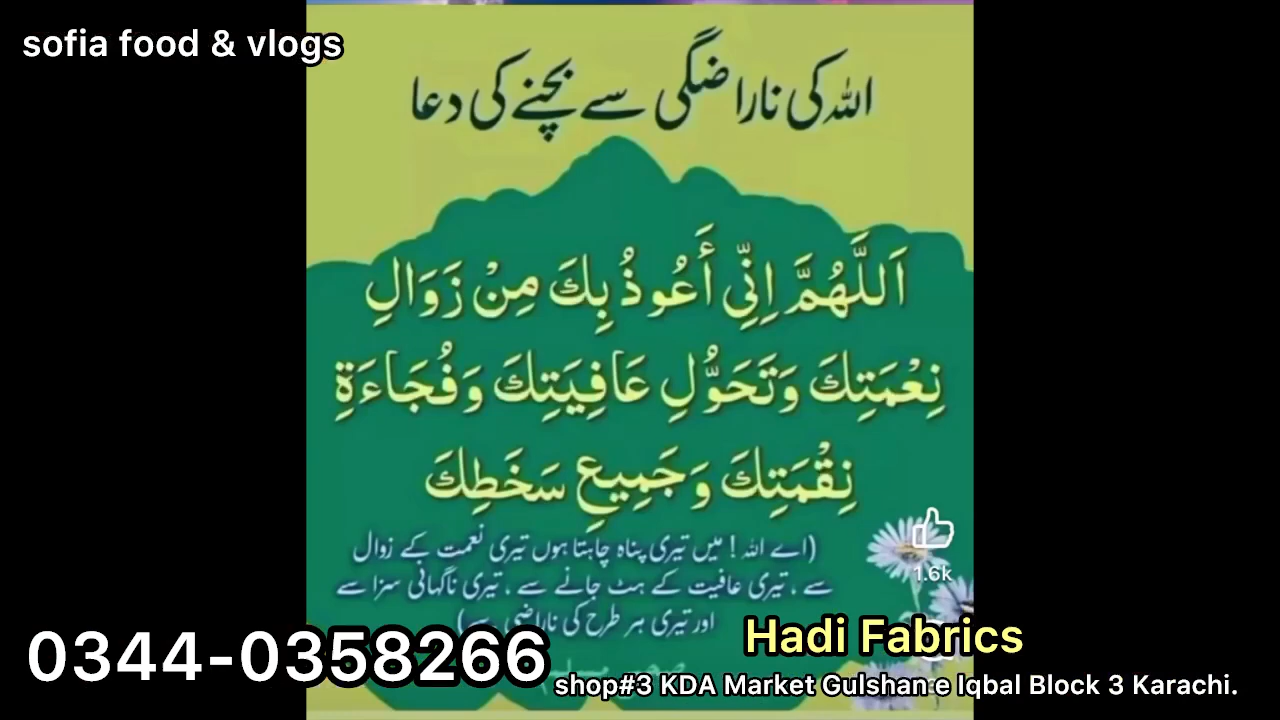 sofia food & vlogs
اللہ کی ناراضگی سے بچنے کی دعا
اَللَّهُمَّ اِنِّي أَعُوذُ بِكَ مِنْ زَوَالِ
نِعْمَتِكَ وَتَحَوُّلِ عَافِيَتِكَ وَفُجَاءَةِ
نِقْمَتِكَ وَجَمِيعِ سَخَطِكَ
(اے اللہ! میں تیری پناہ چاہتا ہوں تیری نعمت کے زوال
سے، تیری عافیت کے ہٹ جانے سے، تیری ناگہانی سزا سے
اور تیری ہر طرح کی ناراضی سے)
1.6k
Hadi Fabrics
0344-0358266
shop#3 KDA Market Gulshan e Iqbal Block 3 Karachi.